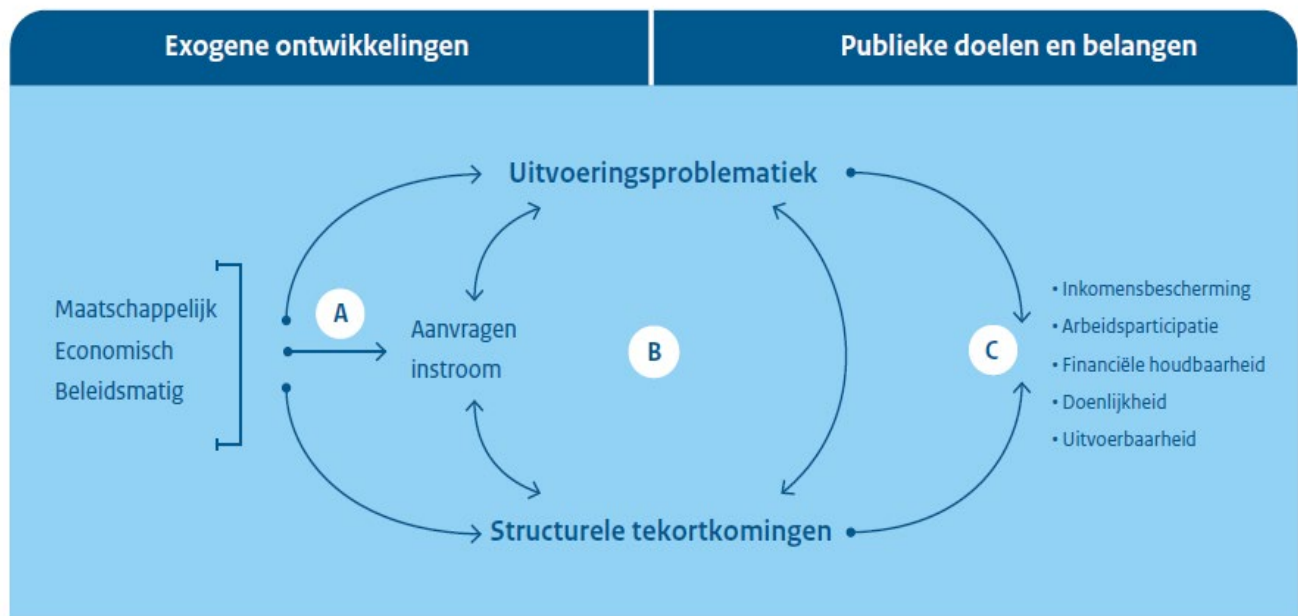 Exogene ontwikkelingen
Publieke doelen en belangen
Uitvoeringsproblematiek
Maatschappelijk
Economisch
Beleidsmatig
A
Aanvragen
instroom
B
C
• Inkomensbescherming
• Arbeidsparticipatie
• Financiële houdbaarheid
• Doenlijkheid
• Uitvoerbaarheid
Structurele tekortkomingen